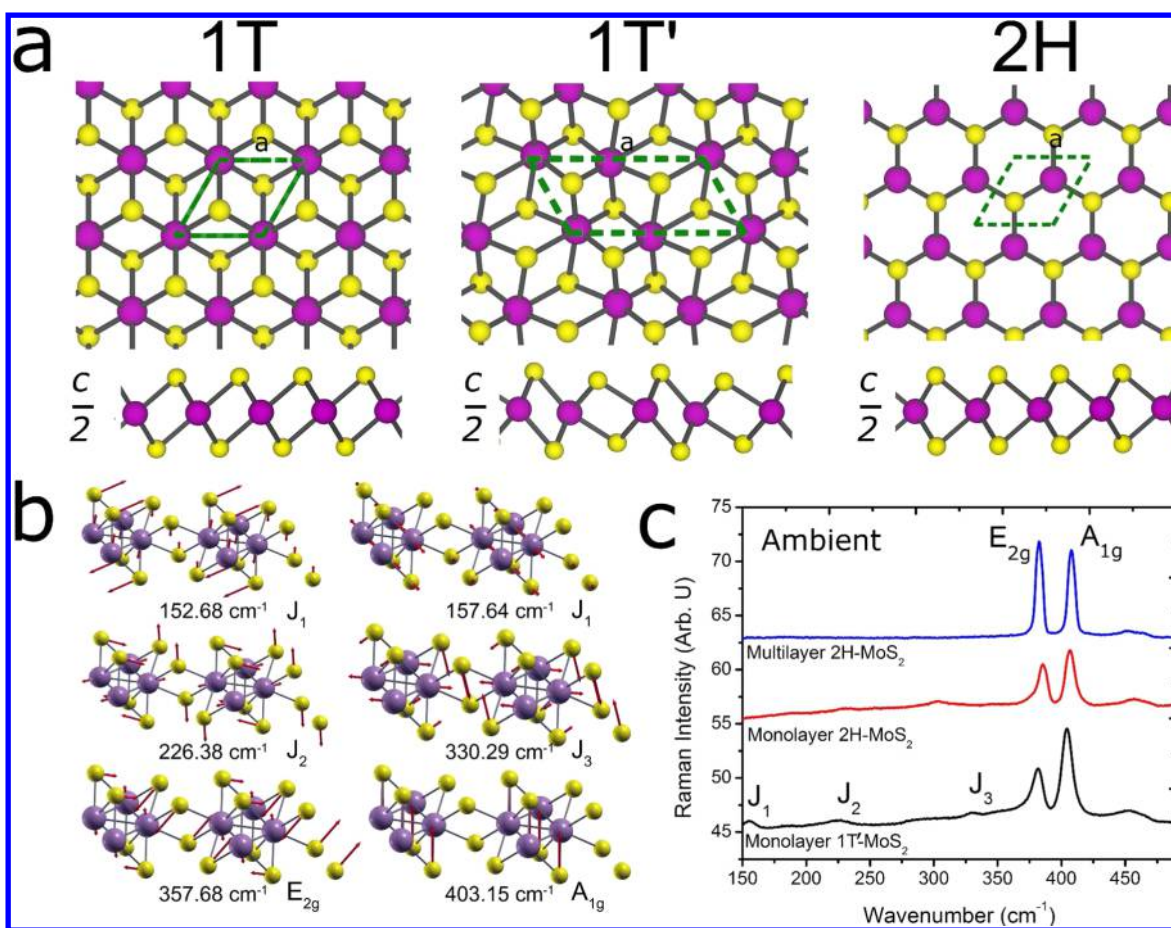 a
1T
1T'
2H
a
a
a
c
2
c
2
c
2
b
152.68 cm⁻¹ J₁
157.64 cm⁻¹ J₁
226.38 cm⁻¹ J₂
330.29 cm⁻¹ J₃
357.68 cm⁻¹ E₂g
403.15 cm⁻¹ A₁g
c
Ambient
E₂g
A₁g
Multilayer 2H-MoS₂
Monolayer 2H-MoS₂
J₁
J₂
J₃
Monolayer 1T'-MoS₂
Raman Intensity (Arb. U)
75
70
65
60
55
50
45
150 200 250 300 350 400 450
Wavenumber (cm⁻¹)